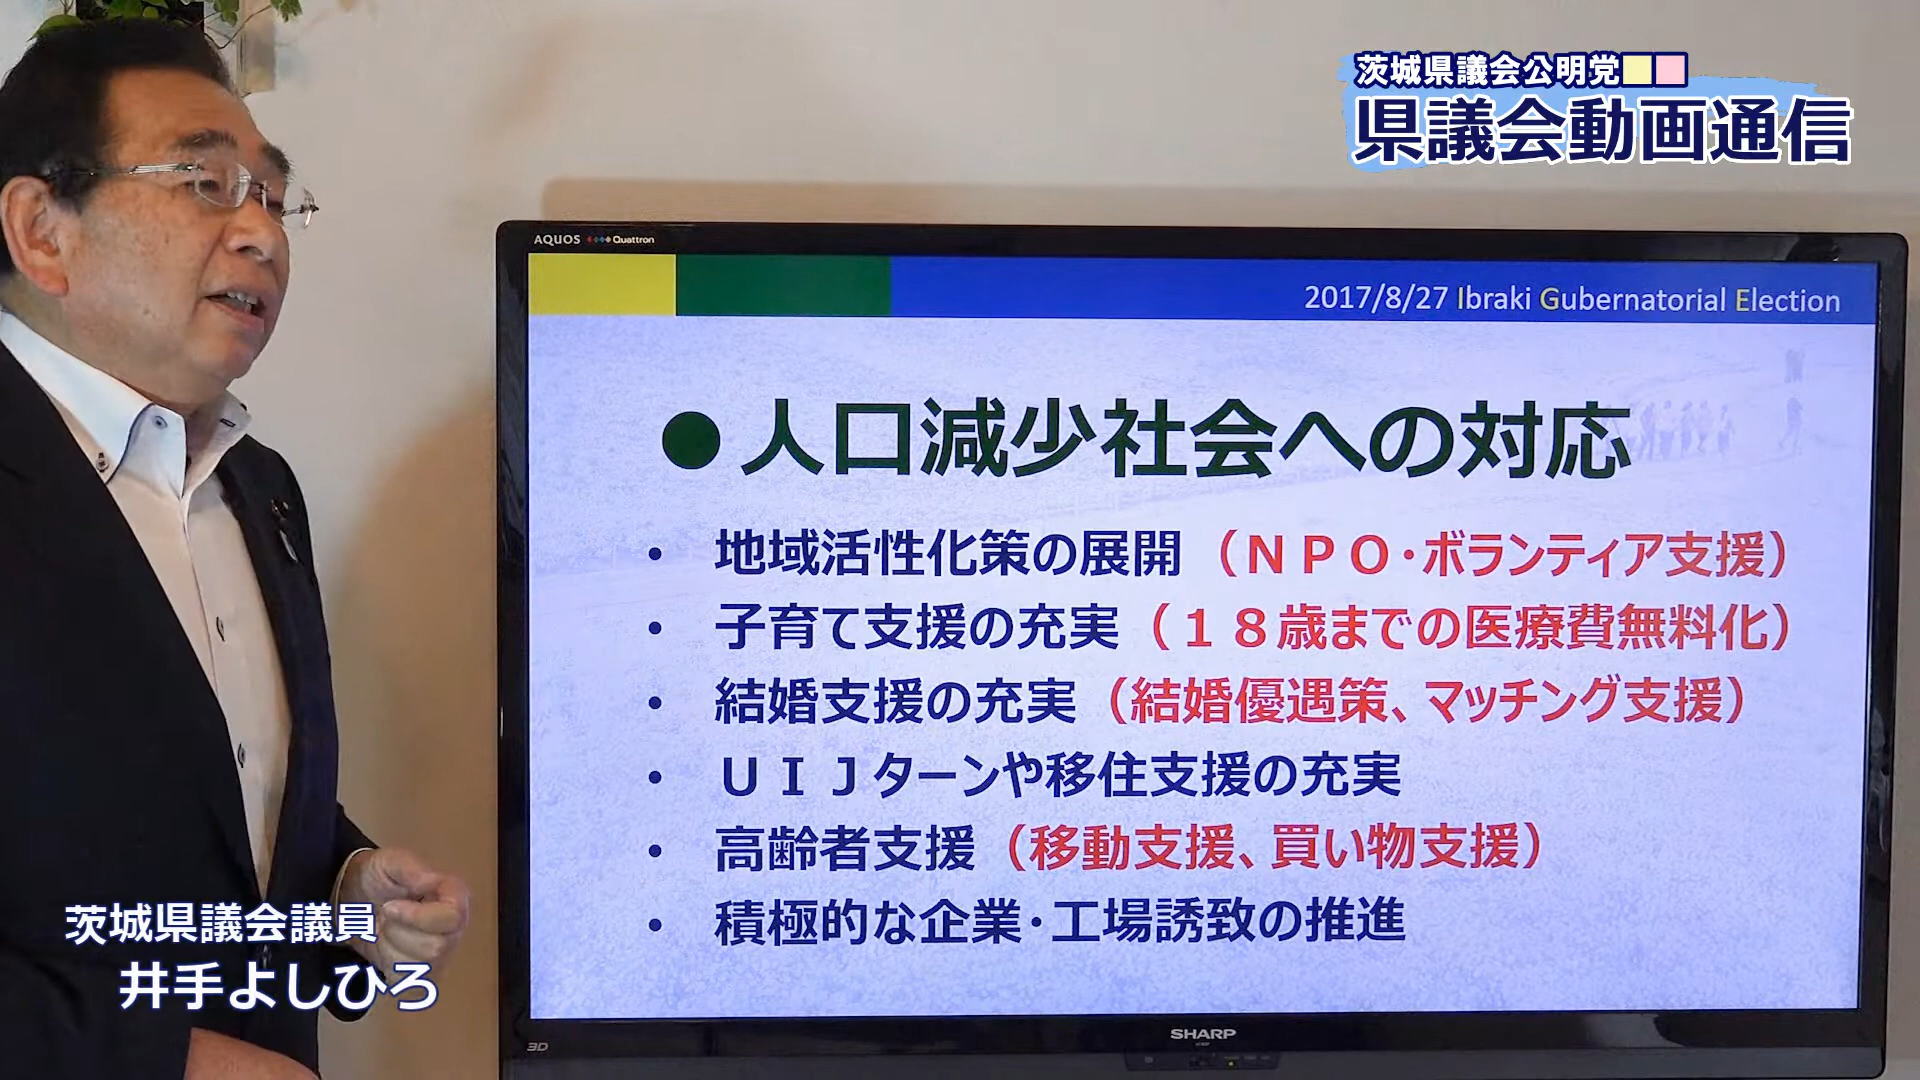 茨城県議会公明党
県議会動画通信
AQUOS Quattron
2017/8/27 Ibraki Gubernatorial Election
●人口減少社会への対応
• 地域活性化策の展開（ＮＰＯ・ボランティア支援）
• 子育て支援の充実（１８歳までの医療費無料化）
• 結婚支援の充実（結婚優遇策、マッチング支援）
• ＵＩＪターンや移住支援の充実
• 高齢者支援（移動支援、買い物支援）
• 積極的な企業・工場誘致の推進
茨城県議会議員
井手よしひろ
3D
SHARP